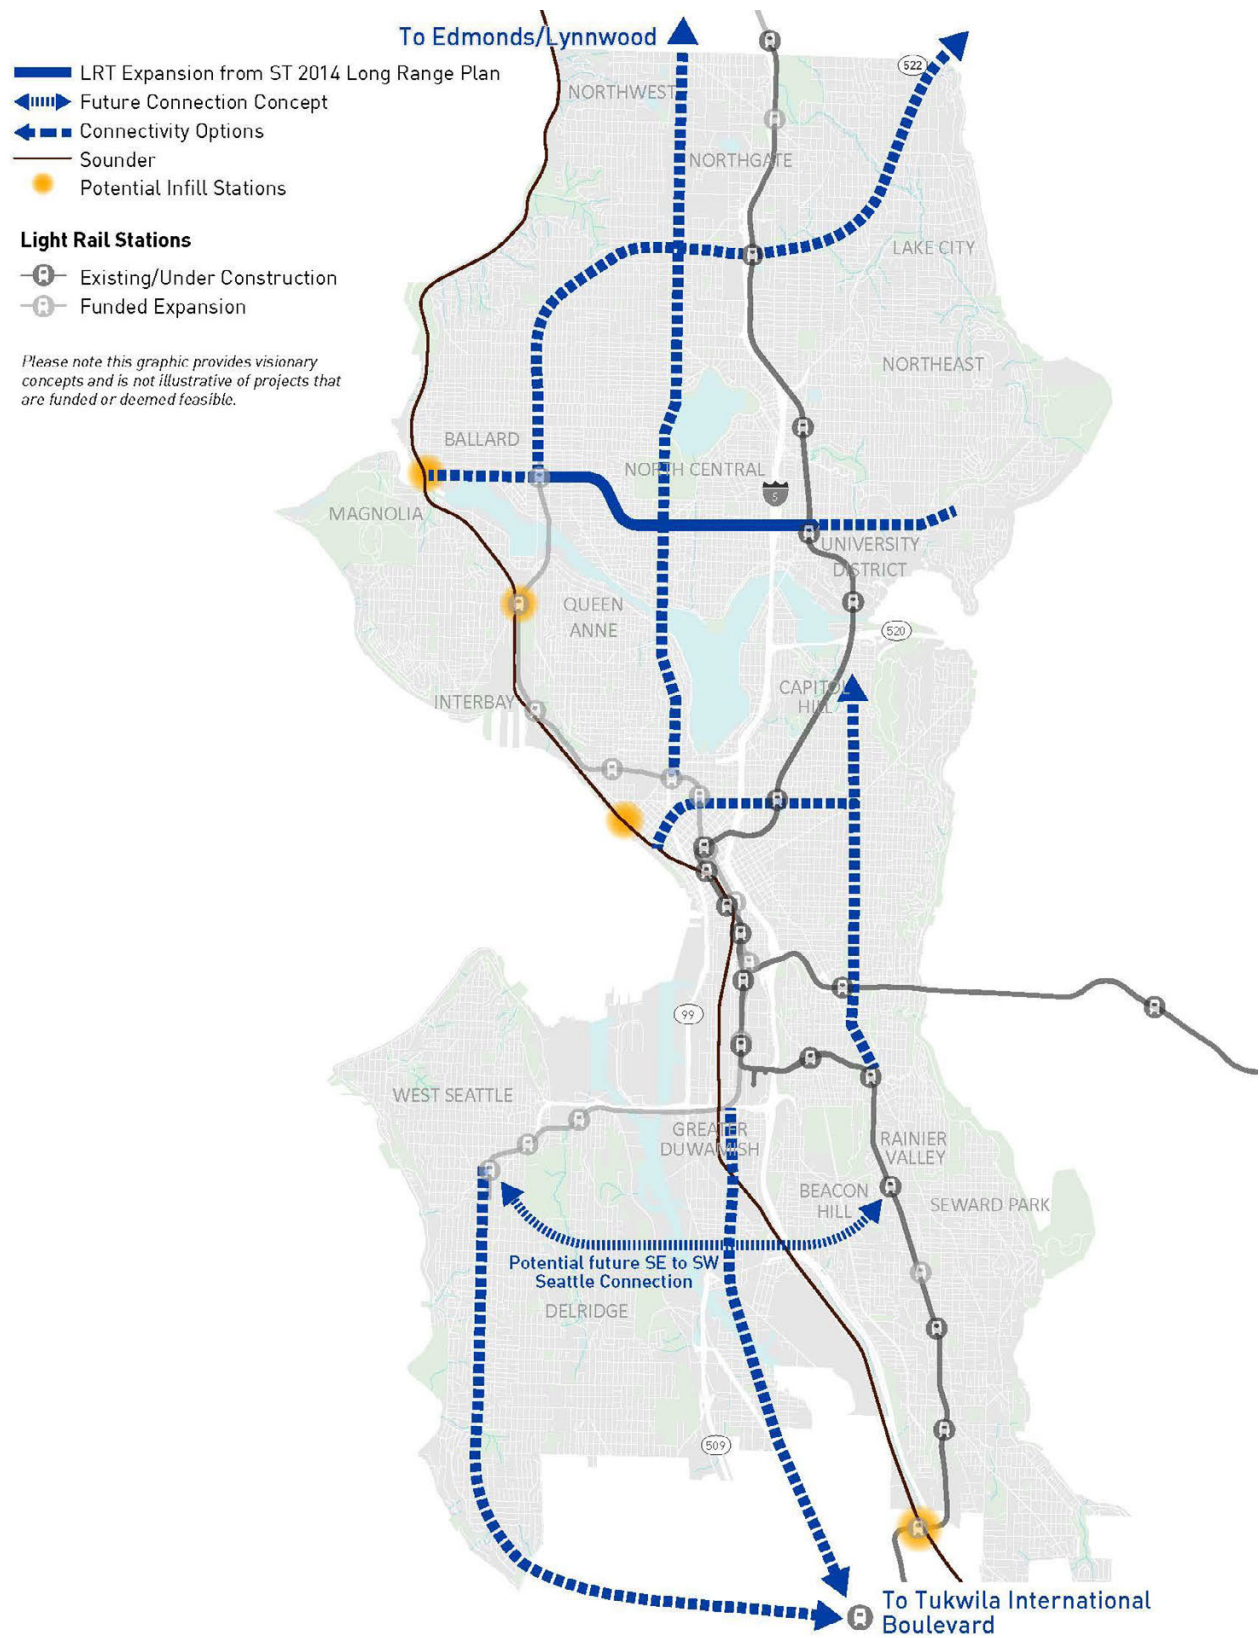 To Edmonds/Lynnwood
LRT Expansion from ST 2014 Long Range Plan
Future Connection Concept
Connectivity Options
Sounder
Potential Infill Stations
Light Rail Stations
Existing/Under Construction
Funded Expansion
Please note this graphic provides visionary
concepts and is not illustrative of projects that
are funded or deemed feasible.
522
NORTHWEST
NORTHGATE
LAKE CITY
NORTHEAST
BALLARD
NORTH CENTRAL
5
MAGNOLIA
UNIVERSITY
DISTRICT
QUEEN
ANNE
520
CAPITOL
HILL
INTERBAY
99
WEST SEATTLE
GREATER
DUWAMISH
RAINIER
VALLEY
BEACON
HILL
SEWARD PARK
Potential future SE to SW
Seattle Connection
DELRIDGE
509
To Tukwila International
Boulevard